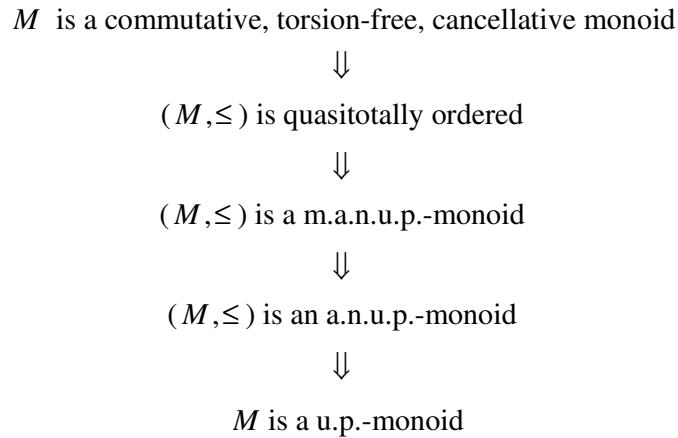 M is a commutative, torsion-free, cancellative monoid
⇓
(M,≤) is quasitotally ordered
⇓
(M,≤) is a m.a.n.u.p.-monoid
⇓
(M,≤) is an a.n.u.p.-monoid
⇓
M is a u.p.-monoid